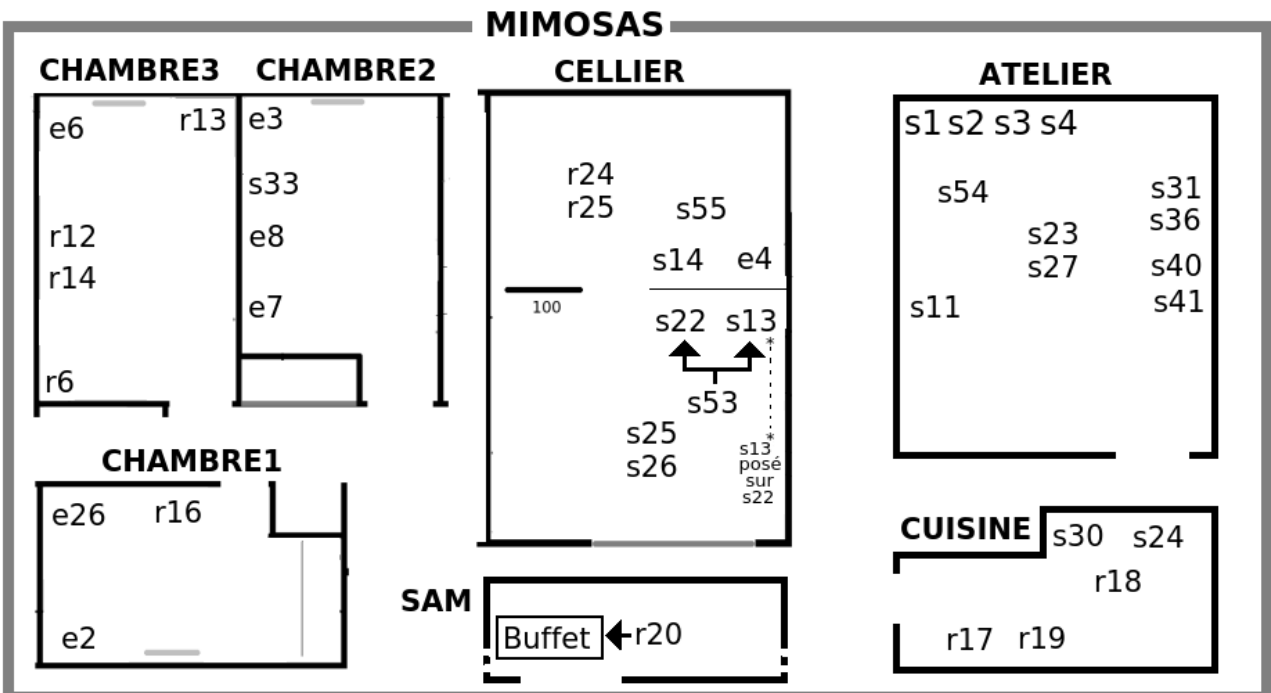 MIMOSAS
CHAMBRE3
e6 r13
r12
r14
r6
CHAMBRE2
e3
s33
e8
e7
CELLIER
r24
r25
s55
s14 e4
100
s22 s13
*
s53
s25
s26
*
s13
posé
sur
s22
ATELIER
s1 s2 s3 s4
s54
s31
s36
s23
s27
s40
s41
s11
CHAMBRE1
e26 r16
e2
SAM
Buffet r20
CUISINE
s30 s24
r18
r17 r19